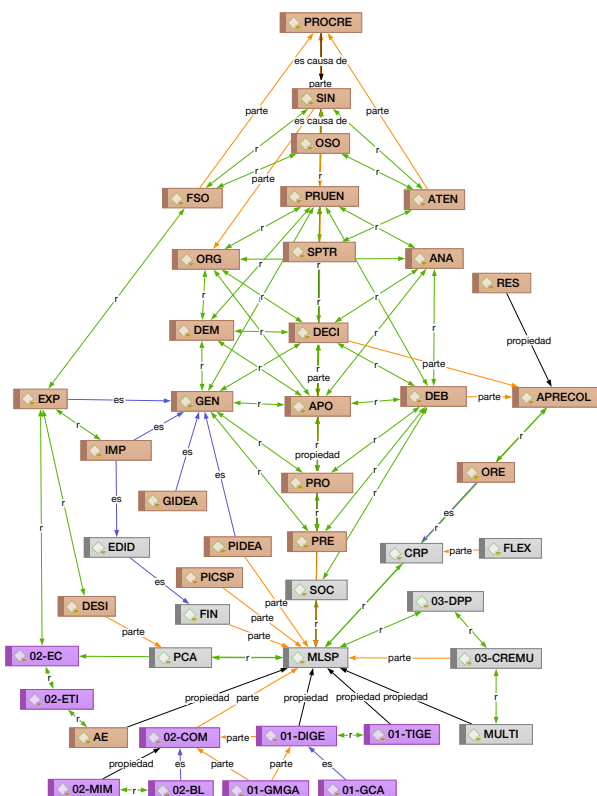 PROCRE
es causa de
parte
SIN
parte
es causa de
parte
OSO
r
r
r
parte
r
FSO
PRUEN
ATEN
r
r
r
ORG
SPTR
ANA
r
r
RES
r
r
r
r
r
r
r
DEM
r
DECI
propiedad
r
r
parte
r
r
r
parte
EXP
es
GEN
r
APO
r
DEB
parte
APRECOL
r
es
r
IMP
r
propiedad
r
ORE
r
es
es
r
PRO
r
GIDEA
r
r
r
es
r
EDID
PIDEA
PRE
CRP
parte
FLEX
es
PICSP
SOC
DESI
FIN
parte
parte
r
r
03-DPP
parte
parte
r
r
r
02-EC
PCA
r
MLSP
parte
03-CREMU
r
02-ETI
propiedad
parte
propiedad
propiedad
propiedad
r
r
AE
02-COM
parte
01-DIGE
r
01-TIGE
MULTI
propiedad
es
parte
es
02-MIM
r
02-BL
01-GMGA
01-GCA